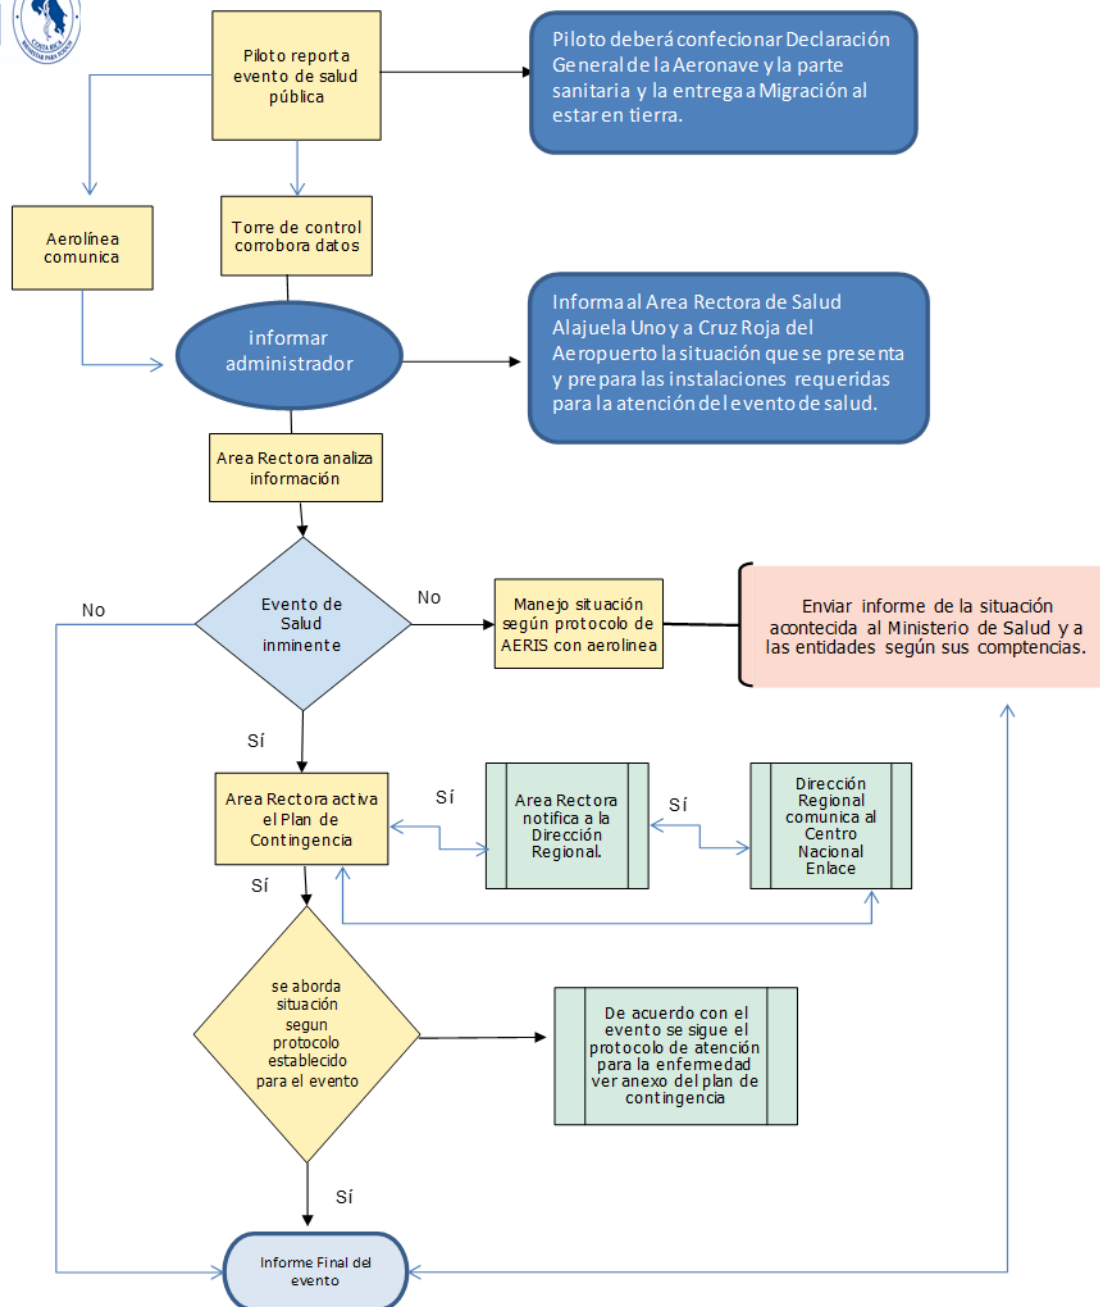 COSTA RICA
BIENESTAR PARA TODOS
Piloto reporta
evento de salud
pública
Piloto deberá confecionar Declaración
General de la Aeronave y la parte
sanitaria y la entrega a Migración al
estar en tierra.
Aerolínea
comunica
Torre de control
corrobora datos
informar
administrador
Informa al Area Rectora de Salud
Alajuela Uno y a Cruz Roja del
Aeropuerto la situación que se presenta
y prepara las instalaciones requeridas
para la atención del evento de salud.
Area Rectora analiza
información
No
Evento de
Salud
inminente
No
Manejo situación
según protocolo de
AERIS con aerolinea
Enviar informe de la situación
acontecida al Ministerio de Salud y a
las entidades según sus comptencias.
Sí
Area Rectora activa
el Plan de
Contingencia
Sí
Area Rectora
notifica a la
Dirección
Regional.
Sí
Dirección
Regional
comunica al
Centro
Nacional
Enlace
Sí
se aborda
situación
segun
protocolo
establecido
para el evento
De acuerdo con el
evento se sigue el
protocolo de atención
para la enfermedad
ver anexo del plan de
contingencia
Sí
Informe Final del
evento